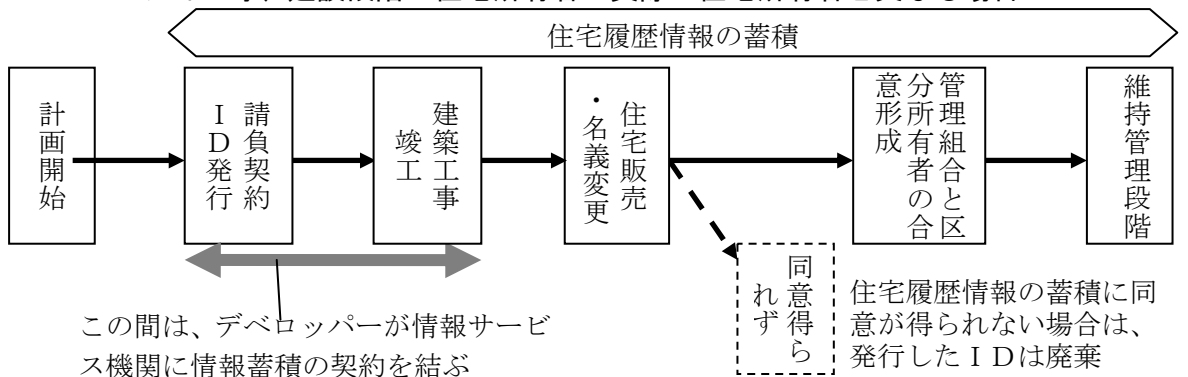 住宅履歴情報の蓄積
計画開始
請負契約
ＩＤ発行
建築工事
竣工
住宅販売
・名義変更
管理組合と区
分所有者の合
意形成
維持管理段階
同意得ら
れず
住宅履歴情報の蓄積に同
意が得られない場合は、
発行したＩＤは廃棄
この間は、デベロッパーが情報サービ
ス機関に情報蓄積の契約を結ぶ